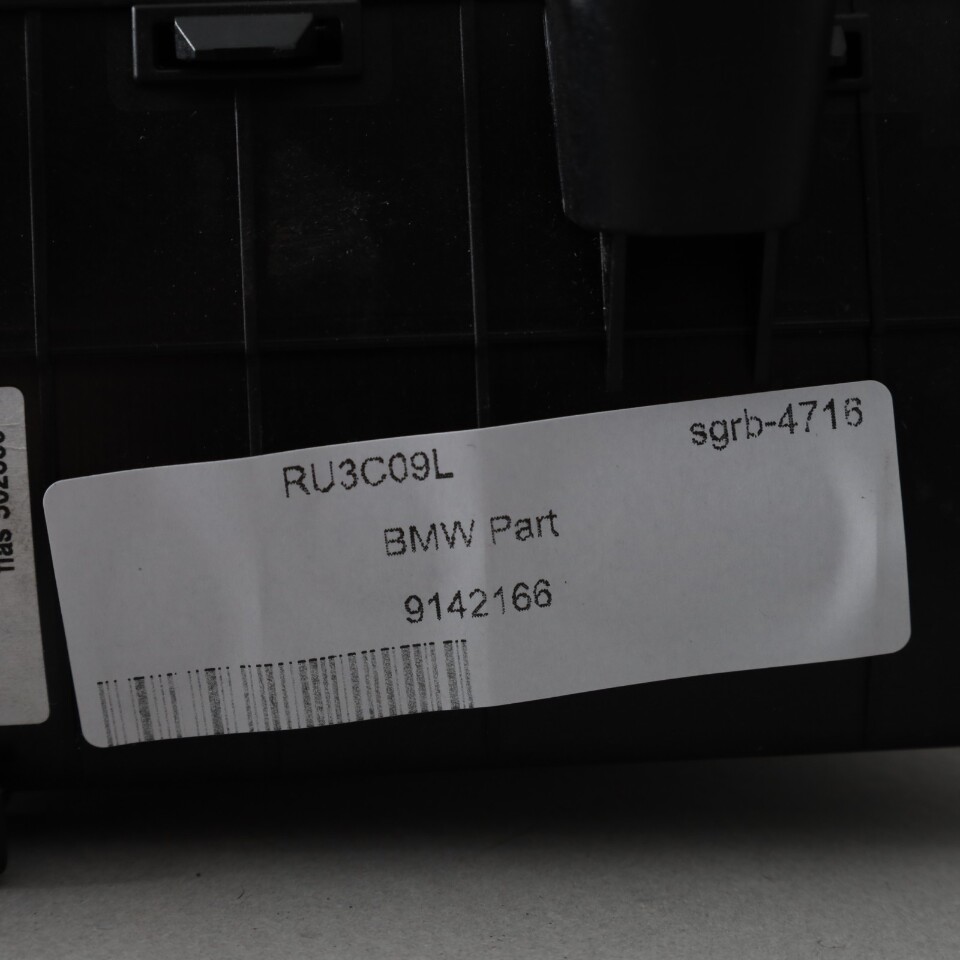 sgrb-4716
RU3C09L
BMW Part
9142166